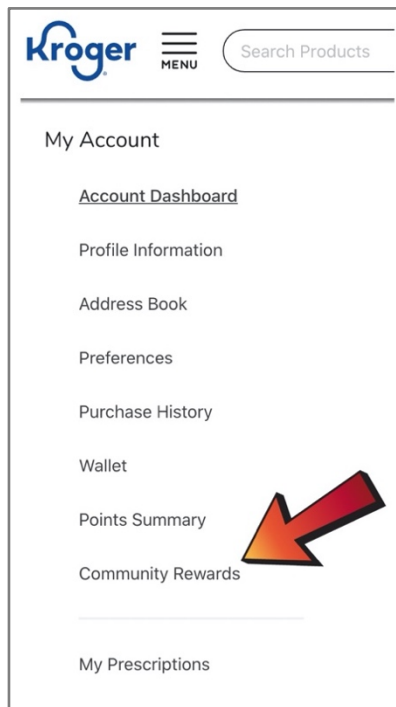 Kroger
MENU
Search Products
My Account
Account Dashboard
Profile Information
Address Book
Preferences
Purchase History
Wallet
Points Summary
Community Rewards
My Prescriptions